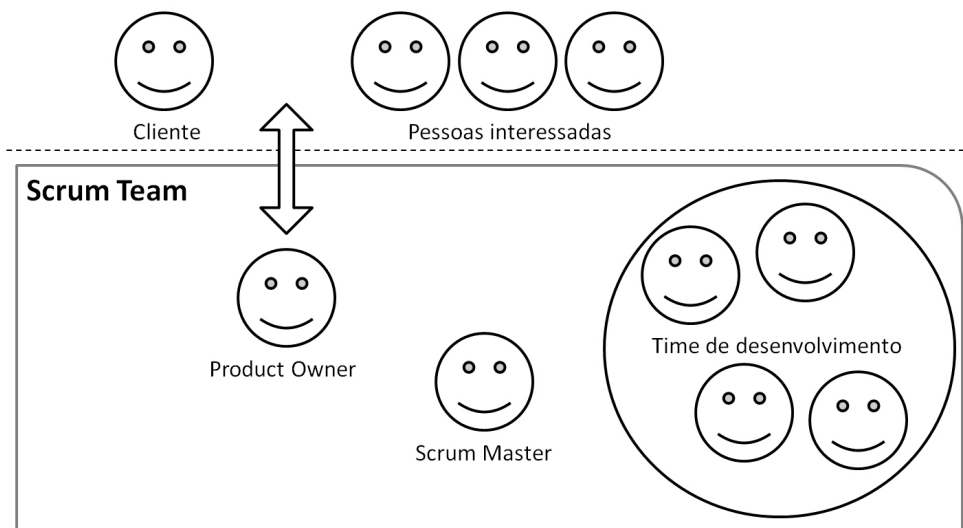 Cliente
Pessoas interessadas
Scrum Team
Product Owner
Time de desenvolvimento
Scrum Master